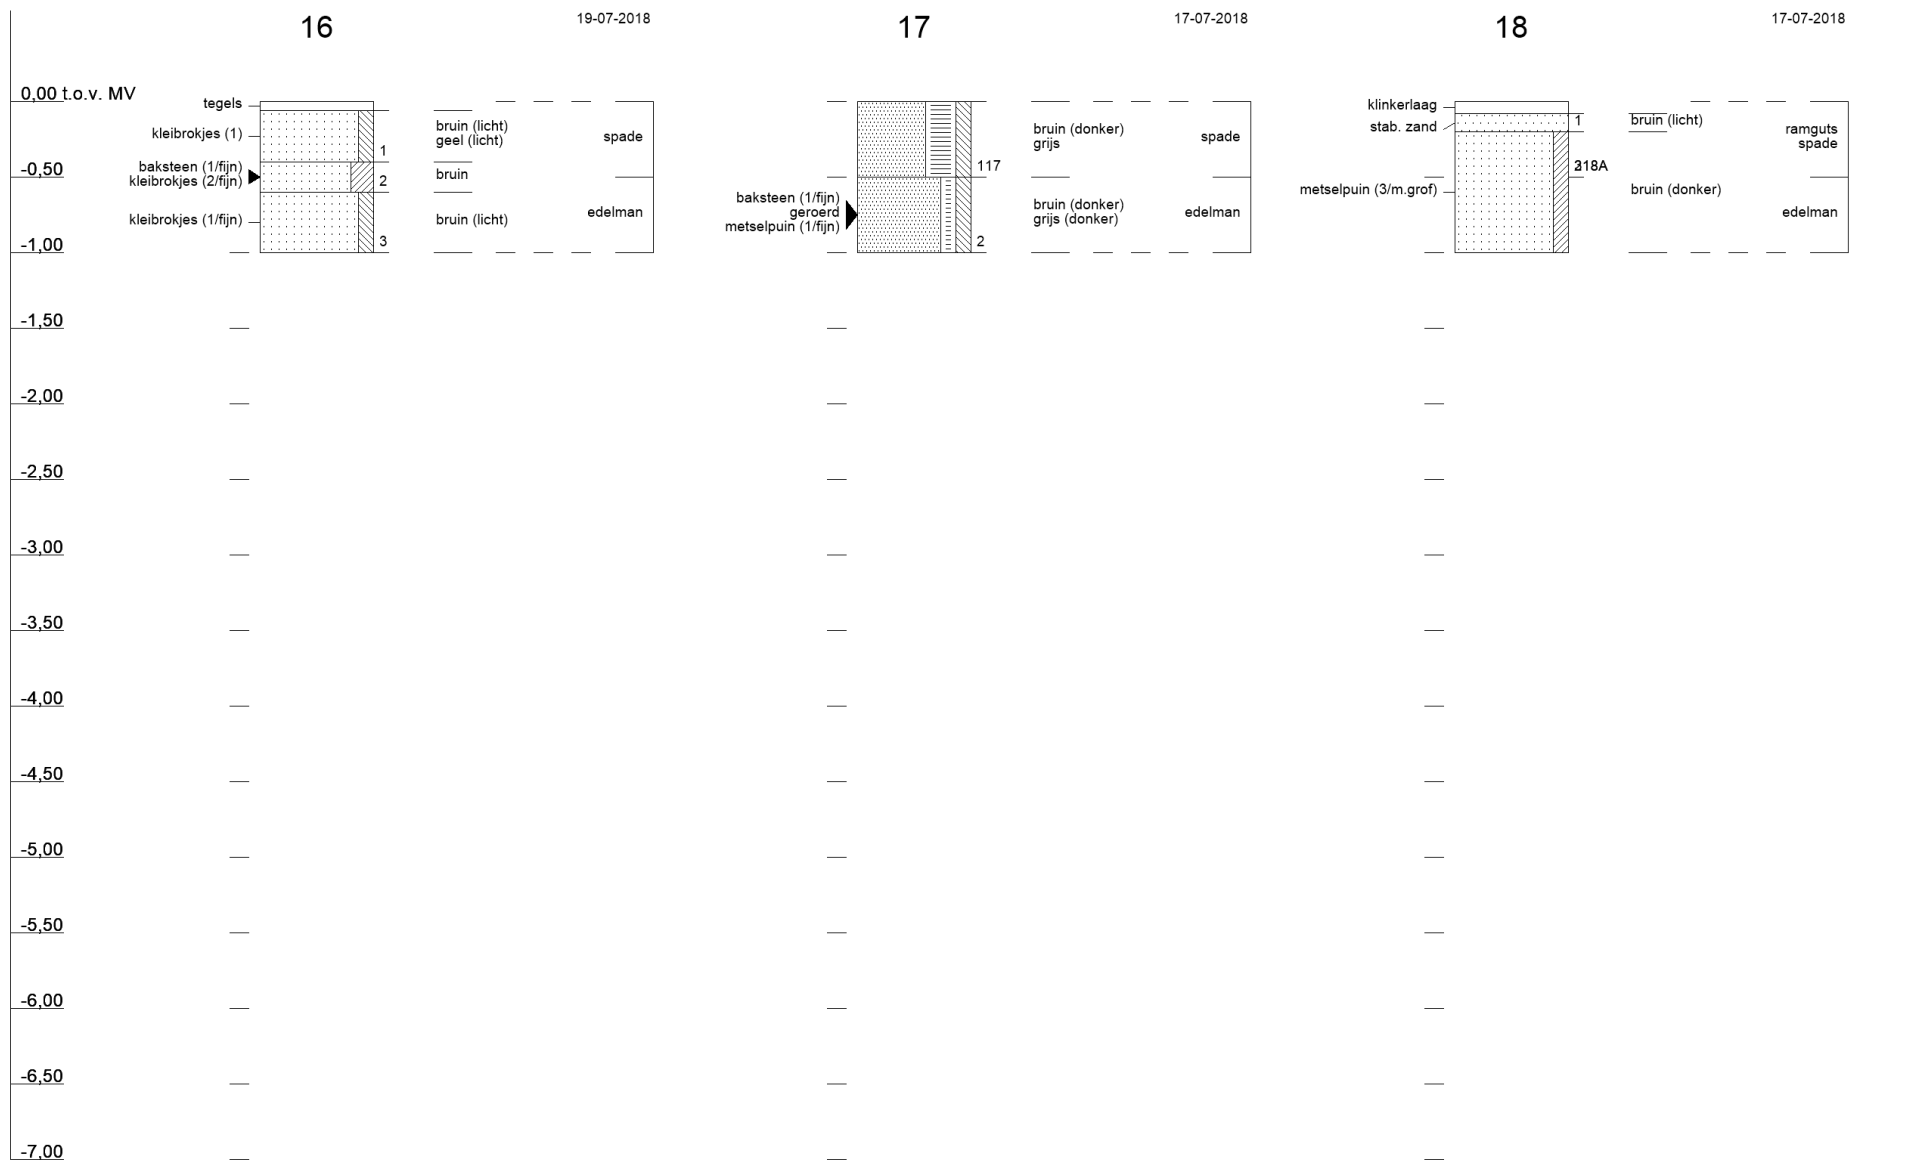 16
19-07-2018
17
17-07-2018
18
17-07-2018
0,00 t.o.v. MV
-0,50
-1,00
-1,50
-2,00
-2,50
-3,00
-3,50
-4,00
-4,50
-5,00
-5,50
-6,00
-6,50
-7,00
tegels
kleibrokjes (1)
baksteen (1/fijn)
kleibrokjes (2/fijn)
kleibrokjes (1/fijn)
1
2
3
bruin (licht)
geel (licht)
bruin
bruin (licht)
spade
edelman
baksteen (1/fijn)
geroerd
metselpuin (1/fijn)
117
2
bruin (donker)
grijs
bruin (donker)
grijs (donker)
spade
edelman
klinkerlaag
stab. zand
metselpuin (3/m.grof)
1
bruin (licht)
bruin (donker)
ramguts
spade
edelman